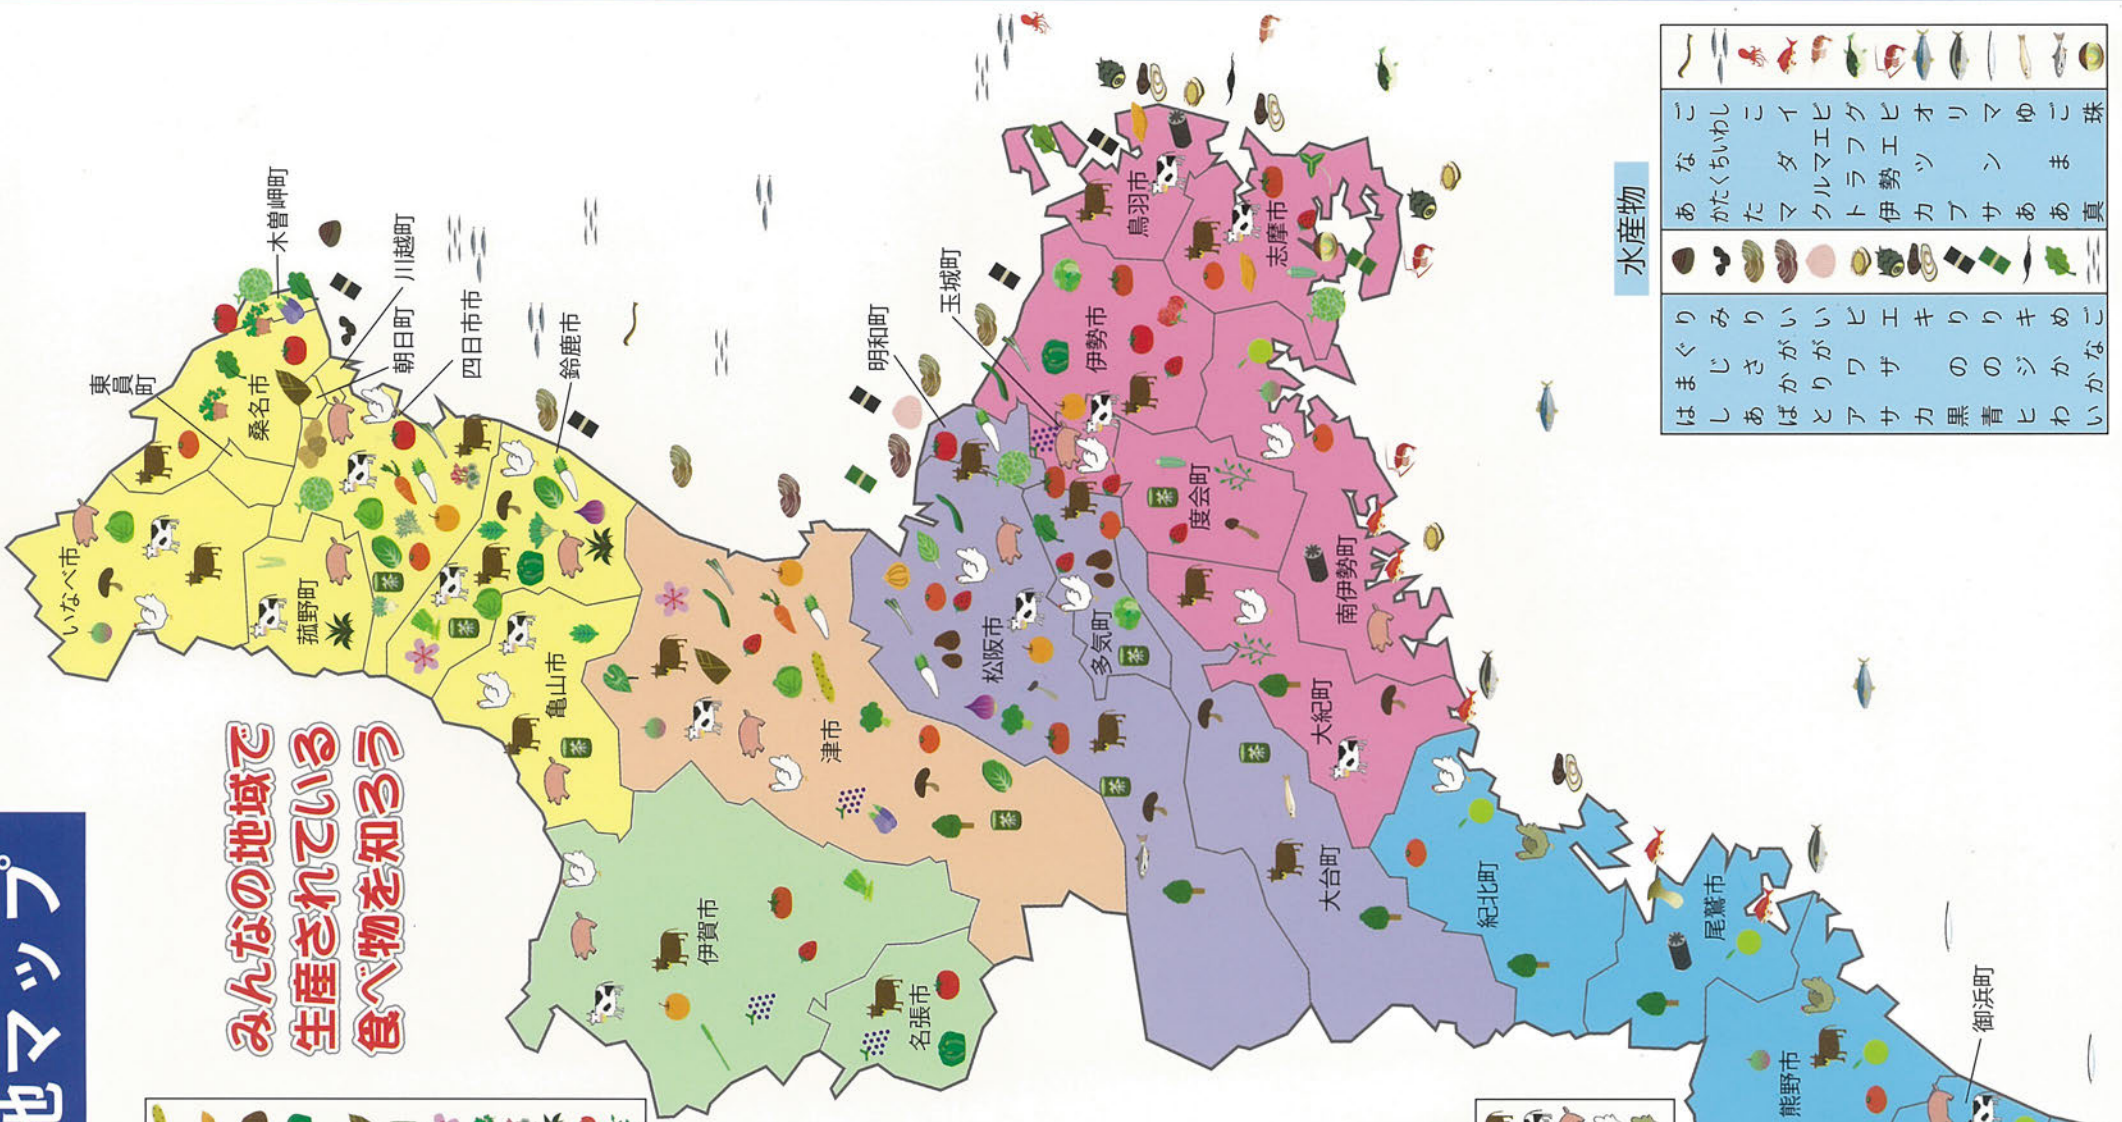 地マップ
みんなの地域で
生産されている
食べ物を知ろう
いなべ市
東員町
桑名市
木曽岬町
川越町
朝日町
四日市市
菰野町
鈴鹿市
亀山市
津市
伊賀市
名張市
松阪市
多気町
明和町
玉城町
伊勢市
鳥羽市
志摩市
度会町
南伊勢町
大紀町
大台町
紀北町
尾鷲市
熊野市
御浜町
茶
茶
茶
茶
茶
茶
茶
茶
水産物
はまぐり
しじみ
あさり
ばかがい
とりがい
アワビ
サザエ
カキ
黒のり
青のり
ヒジキ
わかめ
いかなご
あなご
かたくちいわし
たこ
マダイ
クルマエビ
トラフグ
伊勢エビ
カツオ
ブリ
サンマ
あゆ
あまご
真珠